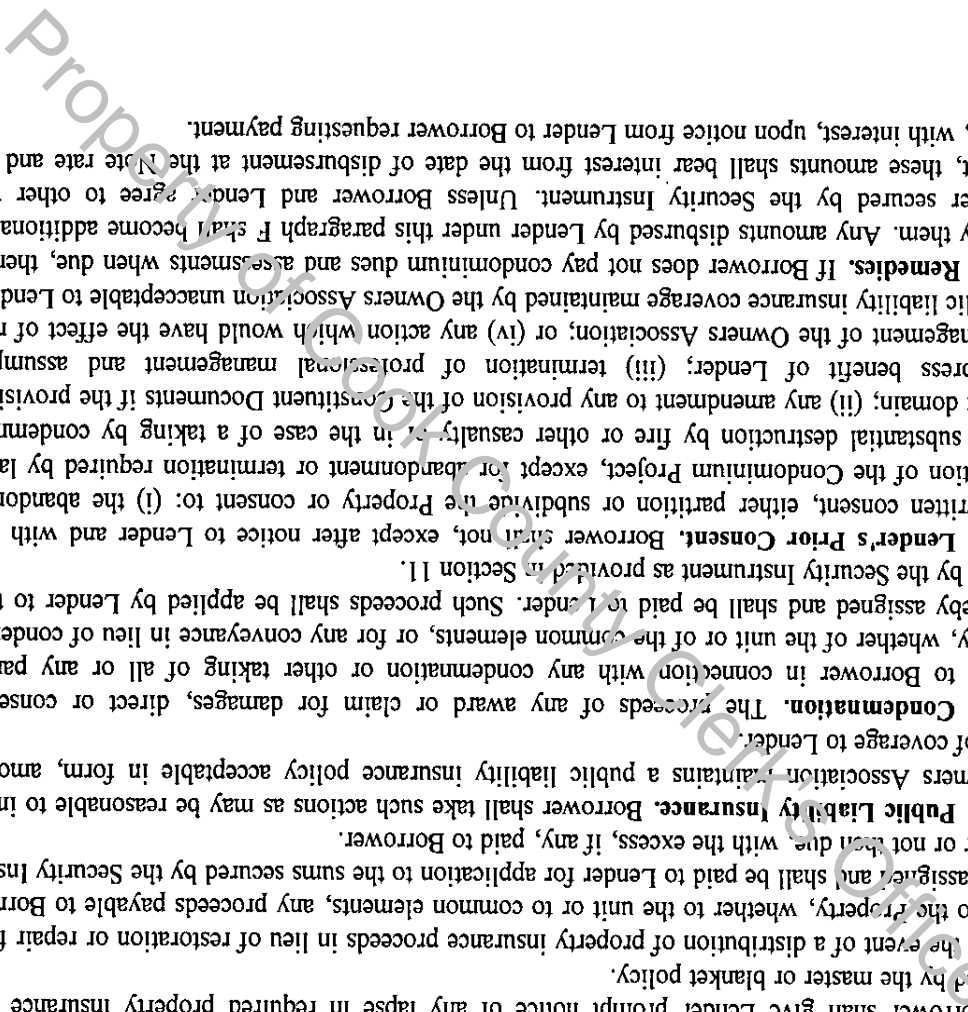 shall give Lender prompt notice of any lapse in required property insurance
the event of a distribution of property insurance proceeds in lieu of restoration or repair f
d by the master or blanket policy.
o the Property, whether to the unit or to common elements, any proceeds payable to Borr
assigned and shall be paid to Lender for application to the sums secured by the Security Ins
r or not then due, with the excess, if any, paid to Borrower.
Public Liability Insurance. Borrower shall take such actions as may be reasonable to in
ners Association maintains a public liability insurance policy acceptable in form, amo
of coverage to Lender.
Condemnation. The proceeds of any award or claim for damages, direct or conse
to Borrower in connection with any condemnation or other taking of all or any pa
y, whether of the unit or of the common elements, or for any conveyance in lieu of conde
eby assigned and shall be paid to Lender. Such proceeds shall be applied by Lender to t
by the Security Instrument as provided in Section 11.
Lender's Prior Consent. Borrower shall not, except after notice to Lender and with
ritten consent, either partition or subdivide the Property or consent to: (i) the abandon
tion of the Condominium Project, except for abandonment or termination required by la
substantial destruction by fire or other casualty or in the case of a taking by condemn
domain; (ii) any amendment to any provision of the Constituent Documents if the provisi
press benefit of Lender; (iii) termination of professional management and assump
nagement of the Owners Association; or (iv) any action which would have the effect of r
lic liability insurance coverage maintained by the Owners Association unacceptable to Lend
Remedies. If Borrower does not pay condominium dues and assessments when due, then
y them. Any amounts disbursed by Lender under this paragraph F shall become additiona
er secured by the Security Instrument. Unless Borrower and Lender agree to other
t, these amounts shall bear interest from the date of disbursement at the Note rate and
, with interest, upon notice from Lender to Borrower requesting payment.
Property of Cook County Clerk's Office